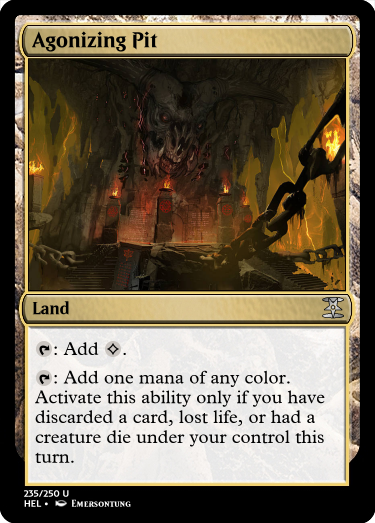 Agonizing Pit
Land
: Add .
: Add one mana of any color.
Activate this ability only if you have
discarded a card, lost life, or had a
creature die under your control this
turn.
235/250 U
HEL • Emersontung